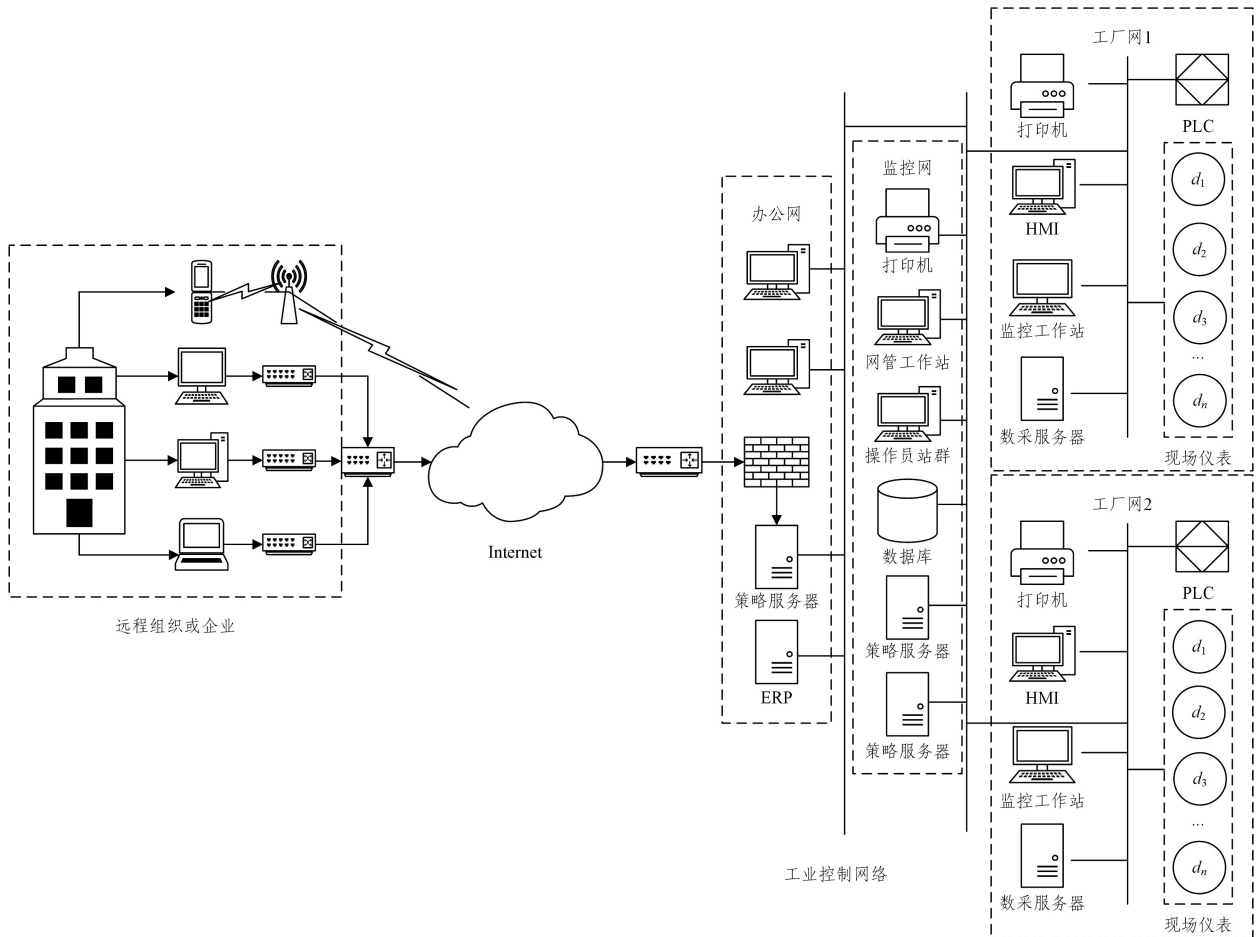 远程组织或企业
Internet
办公网
策略服务器
ERP
监控网
打印机
网管工作站
操作员站群
数据库
策略服务器
策略服务器
工业控制网络
工厂网1
打印机
PLC
HMI
监控工作站
数采服务器
d1
d2
d3
...
dn
现场仪表
工厂网2
打印机
PLC
HMI
监控工作站
数采服务器
d1
d2
d3
...
dn
现场仪表